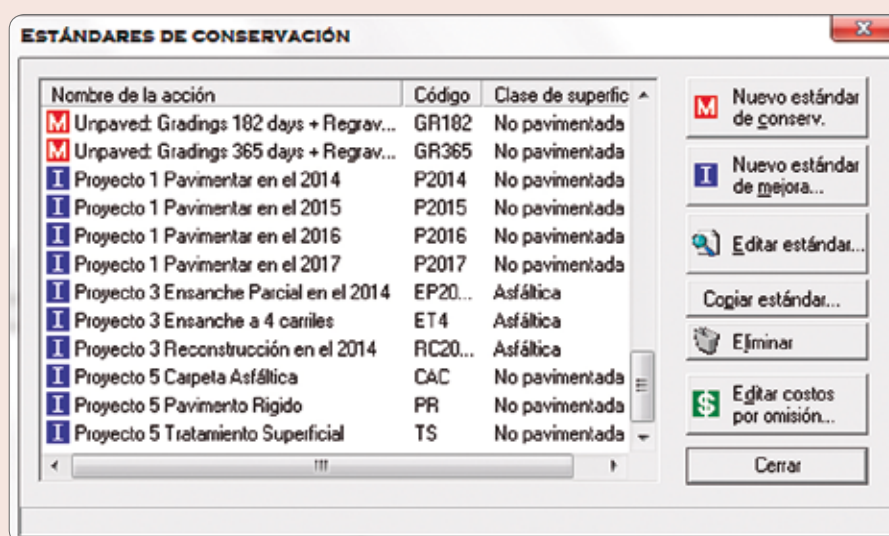 ESTÁNDARES DE CONSERVACIÓN
Nombre de la acción Código Clase de superfic
M Unpaved: Gradings 182 days + Regrav... GR182 No pavimentada
M Unpaved: Gradings 365 days + Regrav... GR365 No pavimentada
I Proyecto 1 Pavimentar en el 2014 P2014 No pavimentada
I Proyecto 1 Pavimentar en el 2015 P2015 No pavimentada
I Proyecto 1 Pavimentar en el 2016 P2016 No pavimentada
I Proyecto 1 Pavimentar en el 2017 P2017 No pavimentada
I Proyecto 3 Ensanche Parcial en el 2014 EP20... Asfáltica
I Proyecto 3 Ensanche a 4 carriles ET4 Asfáltica
I Proyecto 3 Reconstrucción en el 2014 RC20... Asfáltica
I Proyecto 5 Carpeta Asfáltica CAC No pavimentada
I Proyecto 5 Pavimento Rigido PR No pavimentada
I Proyecto 5 Tratamiento Superficial TS No pavimentada
M Nuevo estándar
de conserv.
I Nuevo estándar
de mejora...
Editar estándar...
Copiar estándar...
Eliminar
$ Editar costos
por omisión...
Cerrar